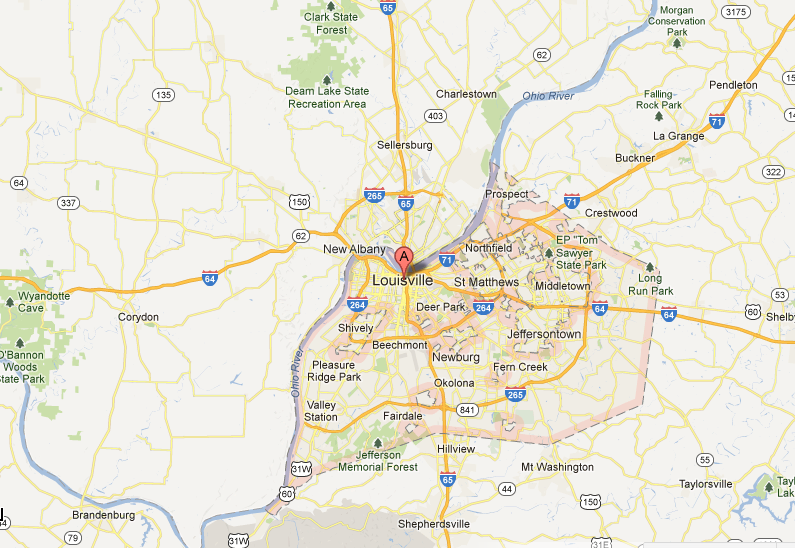 Clark State
Forest
65
Morgan
Conservation
Park
3175
62
Deam Lake State
Recreation Area
135
Charlestown
Ohio River
Pendleton
Falling
Rock Park
403
71
La Grange
Sellersburg
Buckner
64
322
337
265
150
65
Prospect
71
Crestwood
62
New Albany
Northfield
EP "Tom
Sawyer
State Park
A
71
64
Louisville
St Matthews
Middletown
Long
Run Park
Wyandotte
Cave
53
264
Deer Park
264
64
64
60
Corydon
Shively
Jeffersontown
Shelby
O'Bannon
Woods
State Park
Beechmont
Newburg
Pleasure
Ridge Park
Fern Creek
Ohio River
Okolona
265
Valley
Station
Fairdale
841
Jefferson
Memorial Forest
Hillview
55
31W
Mt Washington
65
60
44
150
Taylorsville
Brandenburg
Shepherdsville
79
31W
31E